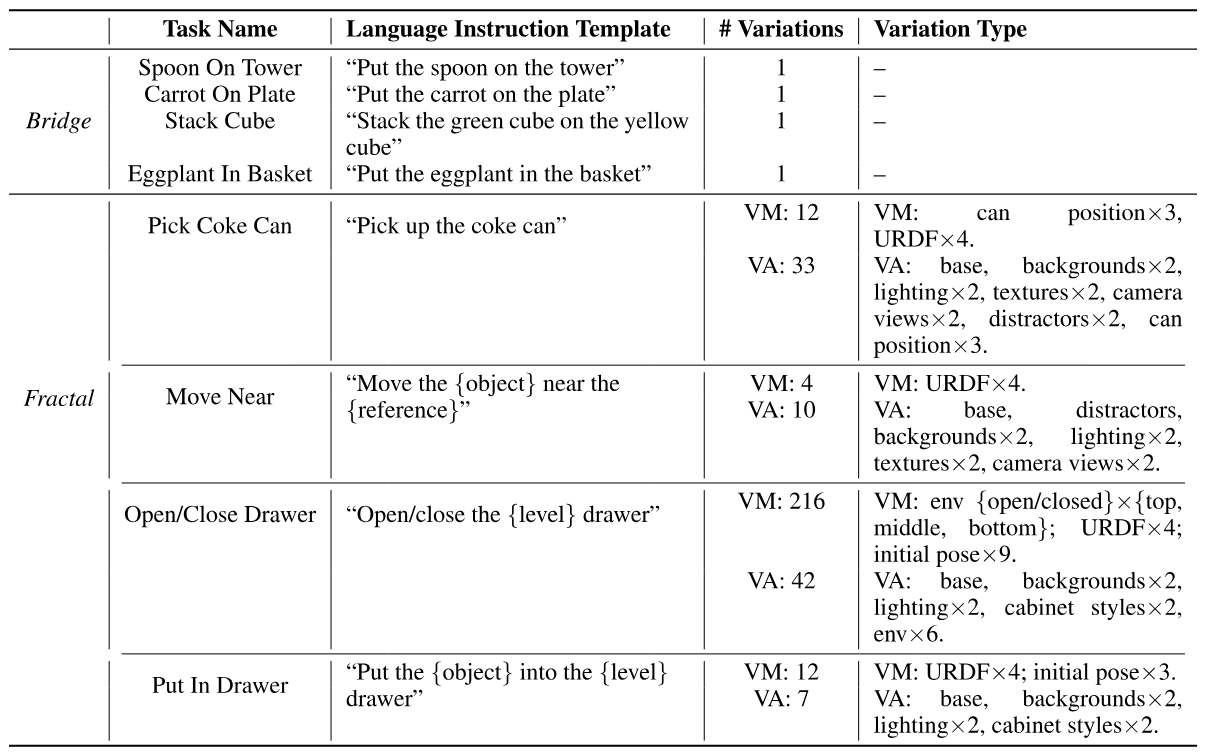 Task Name Language Instruction Template # Variations Variation Type
Bridge
Spoon On Tower “Put the spoon on the tower” 1 –
Carrot On Plate “Put the carrot on the plate” 1 –
Stack Cube “Stack the green cube on the yellow 1 –
cube”
Eggplant In Basket “Put the eggplant in the basket” 1 –
Fractal
Pick Coke Can “Pick up the coke can”
VM: 12 VM: can position×3,
URDF×4.
VA: 33 VA: base, backgrounds×2,
lighting×2, textures×2, camera
views×2, distractors×2, can
position×3.
Move Near
“Move the {object} near the
{reference}”
VM: 4 VM: URDF×4.
VA: 10 VA: base, distractors,
backgrounds×2, lighting×2,
textures×2, camera views×2.
Open/Close Drawer “Open/close the {level} drawer”
VM: 216 VM: env {open/closed}×{top,
middle, bottom}; URDF×4;
initial pose×9.
VA: 42 VA: base, backgrounds×2,
lighting×2, cabinet styles×2,
env×6.
Put In Drawer
“Put the {object} into the {level}
drawer”
VM: 12 VM: URDF×4; initial pose×3.
VA: 7 VA: base, backgrounds×2,
lighting×2, cabinet styles×2.